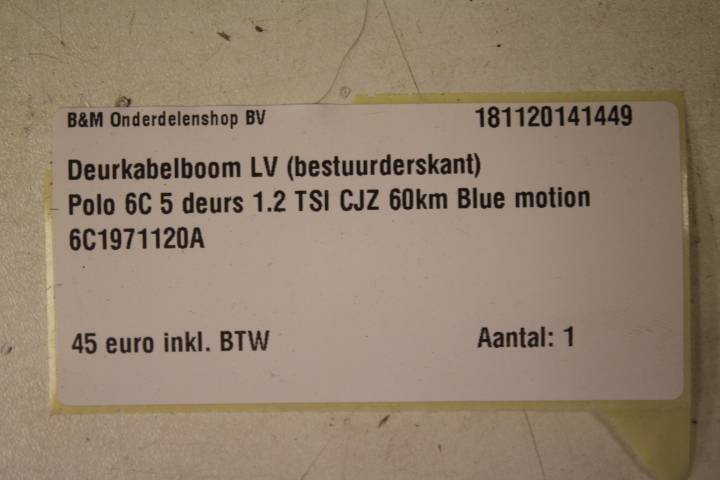 B&M Onderdelenshop BV 181120141449
Deurkabelboom LV (bestuurderskant)
Polo 6C 5 deurs 1.2 TSI CJZ 60km Blue motion
6C1971120A
45 euro inkl. BTW Aantal: 1